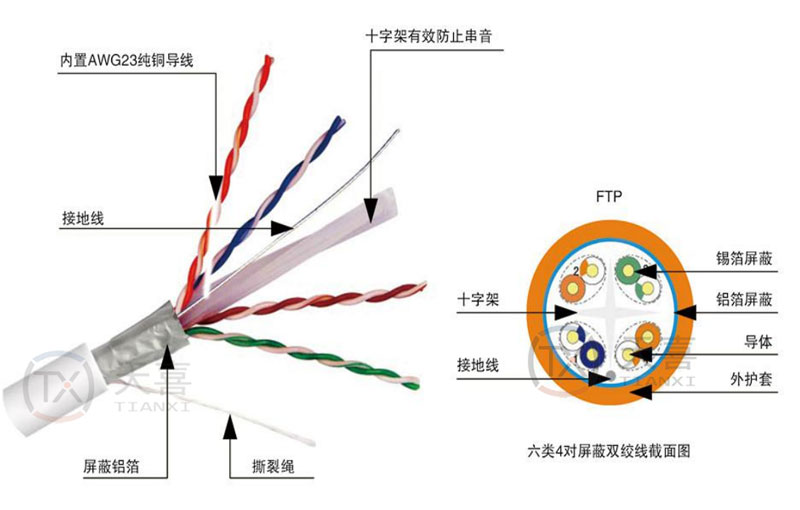 十字架有效防止串音
内置AWG23纯铜导线
接地线
屏蔽铝箔
撕裂绳
TX 天喜
TIANXI
FTP
锡箔屏蔽
铝箔屏蔽
十字架
导体
接地线
外护套
2
TX 天喜
TIANXI
六类4对屏蔽双绞线截面图